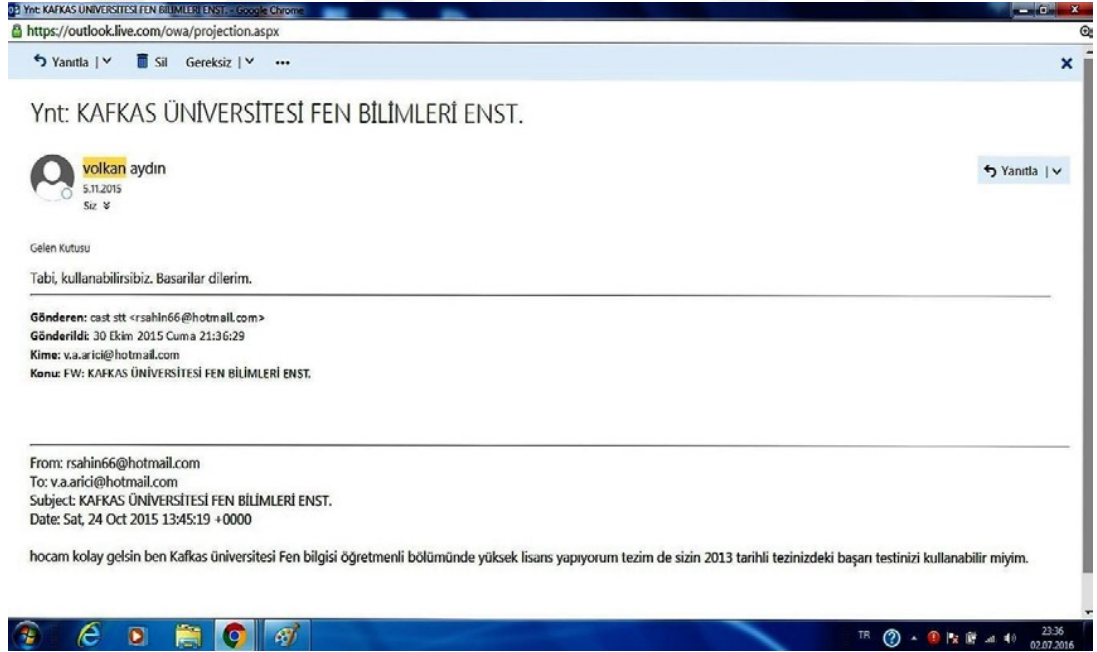 Ynt: KAFKAS ÜNİVERSİTESİ FEN BİLİMLERİ ENST. - Google Chrome
https://outlook.live.com/owa/projection.aspx
Yanıtla | Sil Gereksiz | •••
Ynt: KAFKAS ÜNİVERSİTESİ FEN BİLİMLERİ ENST.
volkan aydın
5.11.2015
Siz
Yanıtla |
Gelen Kutusu
Tabi, kullanabilirsibiz. Basarilar dilerim.
Gönderen: cast stt <rsahin66@hotmail.com>
Gönderildi: 30 Ekim 2015 Cuma 21:36:29
Kime: v.a.arici@hotmail.com
Konu: FW: KAFKAS ÜNİVERSİTESİ FEN BİLİMLERİ ENST.
From: rsahin66@hotmail.com
To: v.a.arici@hotmail.com
Subject: KAFKAS ÜNİVERSİTESİ FEN BİLİMLERİ ENST.
Date: Sat, 24 Oct 2015 13:45:19 +0000
hocam kolay gelsin ben Kafkas üniversitesi Fen bilgisi öğretmenli bölümünde yüksek lisans yapıyorum tezim de sizin 2013 tarihli tezinizdeki başarı testinizi kullanabilir miyim.
TR
23:36
02.07.2016